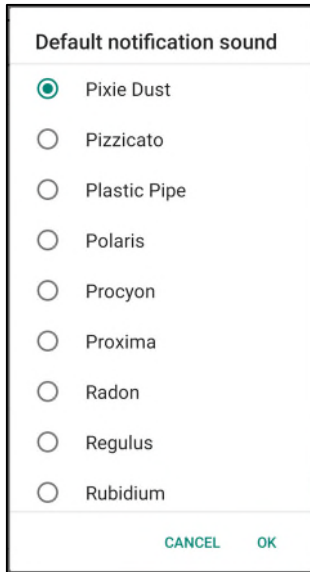 Default notification sound
Pixie Dust
Pizzicato
Plastic Pipe
Polaris
Procyon
Proxima
Radon
Regulus
Rubidium
CANCEL OK